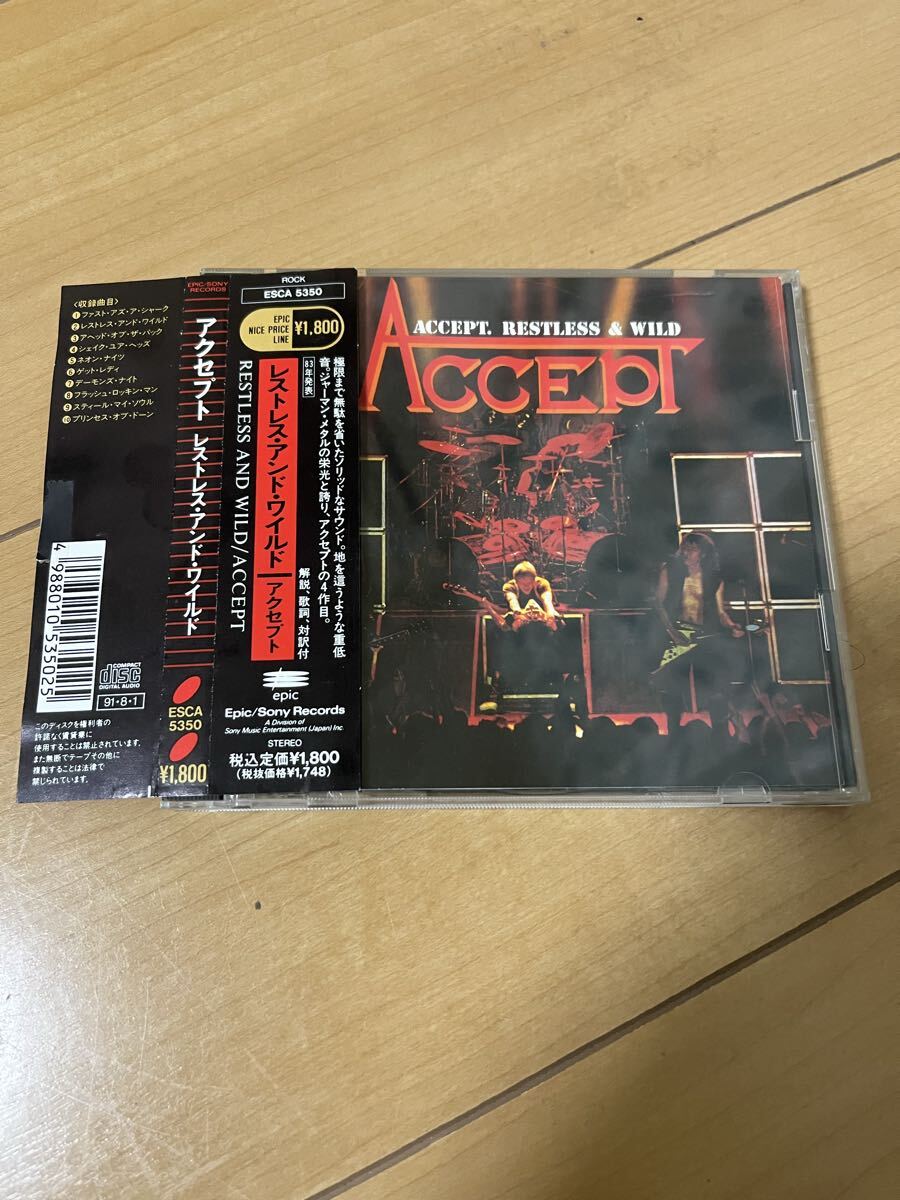 〈収録曲目〉
①ファスト・アズ・ア・シャーク
②レストレス・アンド・ワイルド
③アヘッド・オブ・ザ・パック
④シェイク・ユア・ヘッズ
⑤ネオン・ナイツ
⑥ゲット・レディ
⑦デーモンズ・ナイト
⑧フラッシュ・ロッキン・マン
⑨スティール・マイ・ソウル
⑩プリンセス・オブ・ドーン
4988010535025
COMPACT
disc
DIGITAL AUDIO
91・8・1
このディスクを権利者の
許諾なく賃貸業に
使用することは禁止されています。
また無断でテープその他に
複製することは法律で
禁じられています。
EPIC/SONY
RECORDS
アクセプト レストレス・アンド・ワイルド
ESCA
5350
¥1,800
ROCK
ESCA 5350
EPIC
NICE PRICE
LINE
¥1,800
極限まで無駄を省いたソリッドなサウンド。地を這うような重低
音。ジャーマン・メタルの栄光と誇り、アクセプトの4作目。
83年発表
解説、歌詞、対訳付
レストレス・アンド・ワイルド
アクセプト
RESTLESS AND WILD/ACCEPT
epic
Epic/Sony Records
A Division of
Sony Music Entertainment (Japan) Inc.
STEREO
税込定価¥1,800
(税抜価格¥1,748)
ACCEPT. RESTLESS & WILD
ACCEPT